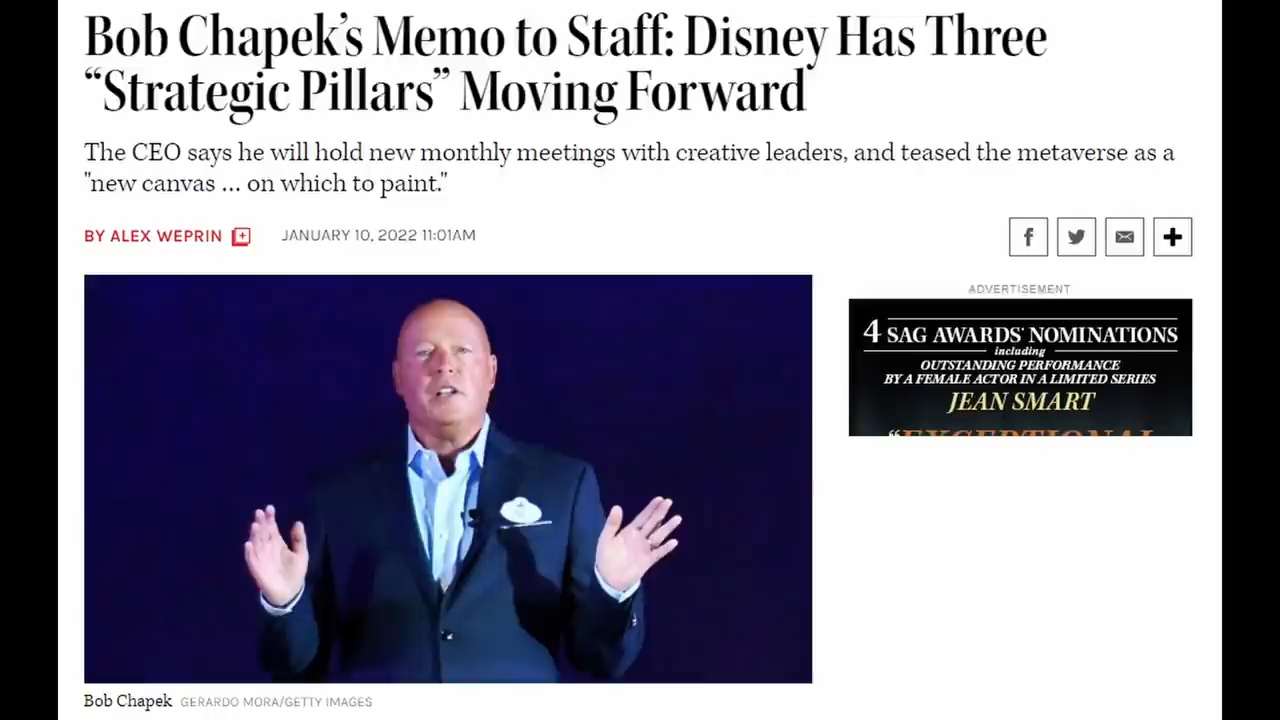 Bob Chapek’s Memo to Staff: Disney Has Three
“Strategic Pillars” Moving Forward
The CEO says he will hold new monthly meetings with creative leaders, and teased the metaverse as a
"new canvas ... on which to paint."
BY ALEX WEPRIN
JANUARY 10, 2022 11:01AM
ADVERTISEMENT
4 SAG AWARDS® NOMINATIONS
including
OUTSTANDING PERFORMANCE
BY A FEMALE ACTOR IN A LIMITED SERIES
JEAN SMART
“EXCEPTIONAL
Bob Chapek GERARDO MORA/GETTY IMAGES